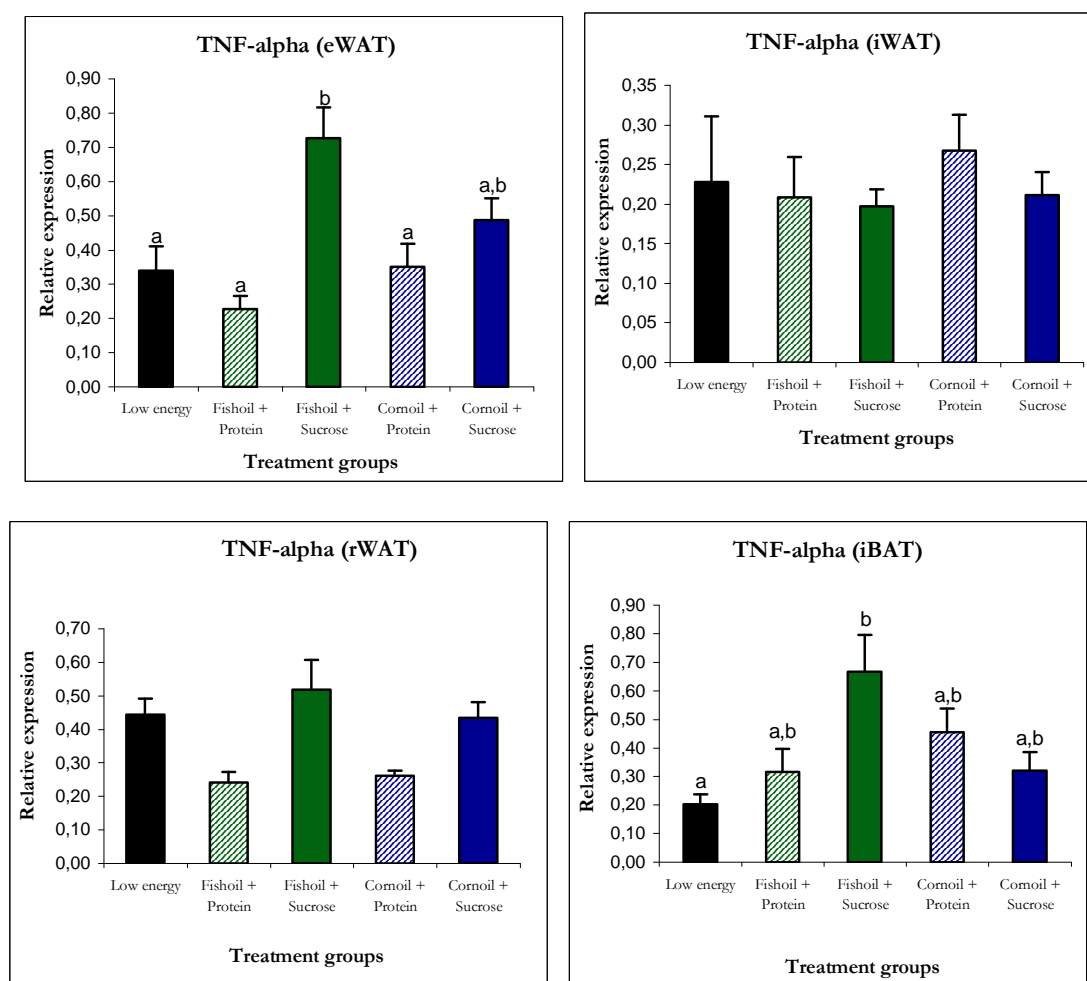 TNF-alpha (eWAT)
Relative expression
0,90
0,80
0,70
0,60
0,50
0,40
0,30
0,20
0,10
0,00
a
a
b
a
a,b
Low energy
Fishoil +
Protein
Fishoil +
Sucrose
Cornoil +
Protein
Cornoil +
Sucrose
Treatment groups
TNF-alpha (iWAT)
Relative expression
0,35
0,30
0,25
0,20
0,15
0,10
0,05
0,00
Low energy
Fishoil +
Protein
Fishoil +
Sucrose
Cornoil +
Protein
Cornoil +
Sucrose
Treatment groups
TNF-alpha (rWAT)
Relative expression
0,70
0,60
0,50
0,40
0,30
0,20
0,10
0,00
Low energy
Fishoil +
Protein
Fishoil +
Sucrose
Cornoil +
Protein
Cornoil +
Sucrose
Treatment groups
TNF-alpha (iBAT)
Relative expression
0,90
0,80
0,70
0,60
0,50
0,40
0,30
0,20
0,10
0,00
a
a,b
b
a,b
a,b
Low energy
Fishoil +
Protein
Fishoil +
Sucrose
Cornoil +
Protein
Cornoil +
Sucrose
Treatment groups